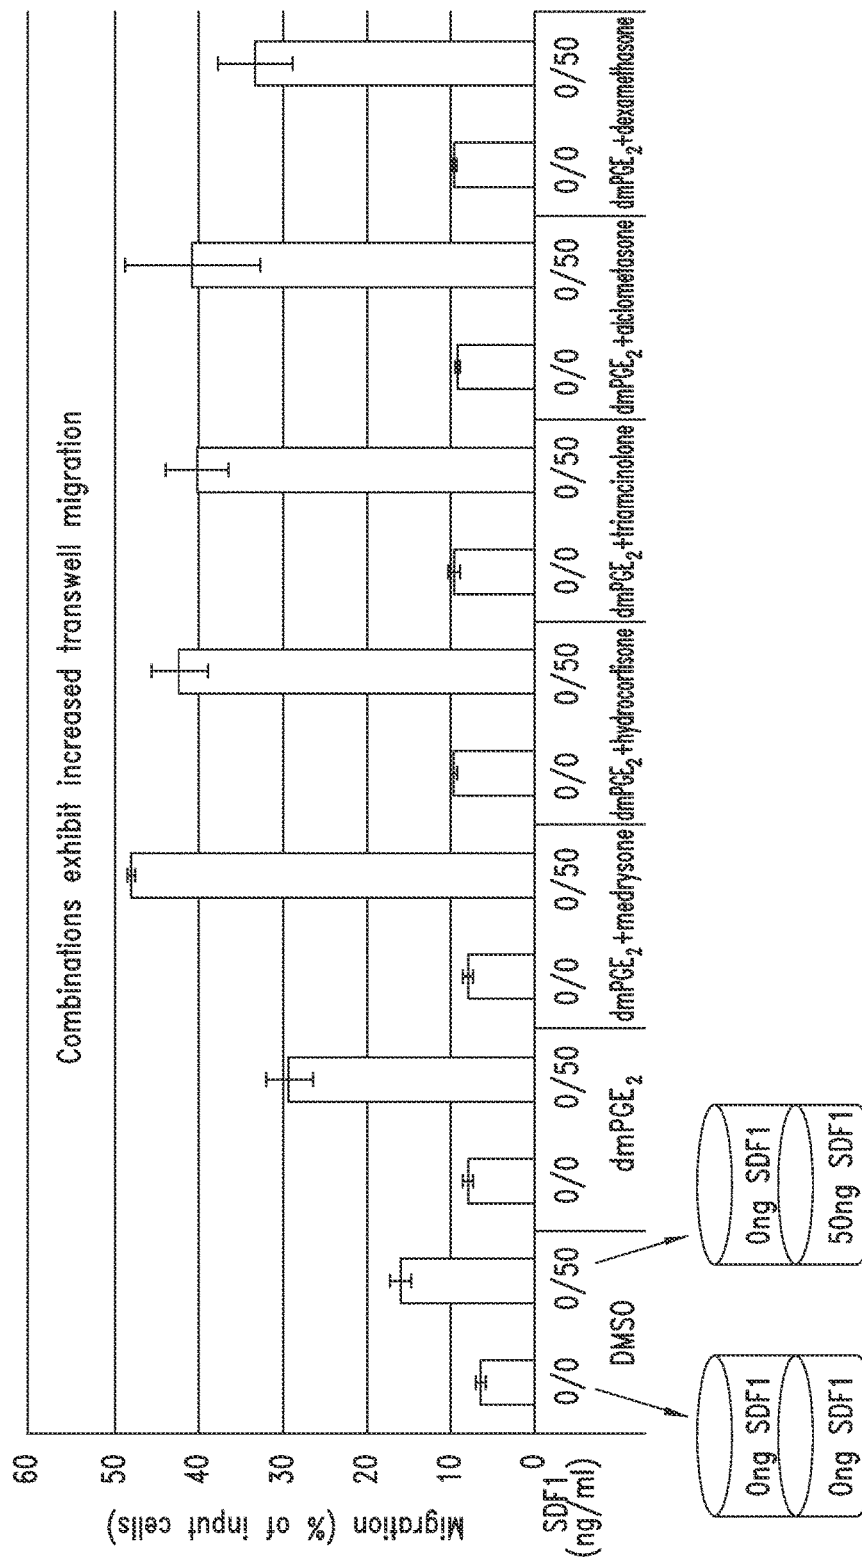 Combinations exhibit increased transwell migration
Migration (% of input cells)
60
50
40
30
20
10
0
SDF1
(ng/ml)
0/0 0/50 0/0 0/50 0/0 0/50 0/0 0/50 0/0 0/50 0/0 0/50 0/0 0/50
DMSO dmPGE₂ dmPGE₂+medrysone dmPGE₂+hydrocortisone dmPGE₂+triamcinolone dmPGE₂+alclometasone dmPGE₂+dexamethasone
0ng SDF1 0ng SDF1
0ng SDF1 50ng SDF1